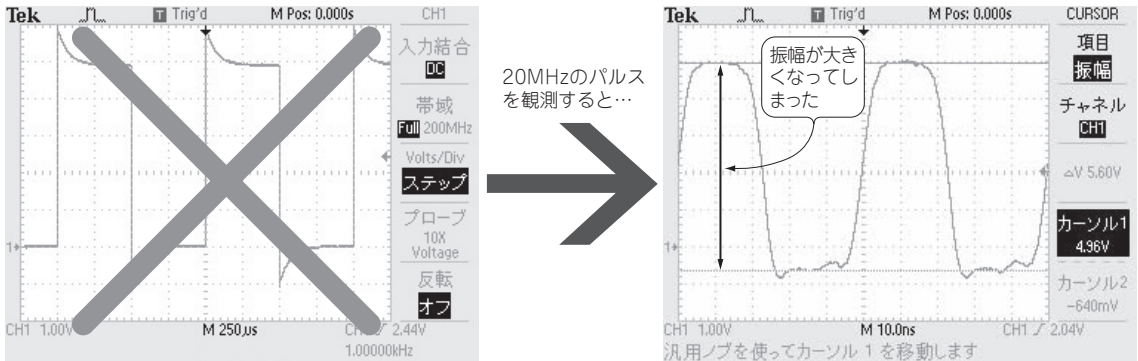 Tek
Trig'd
M Pos: 0.000s
CH1
入力結合
DC
帯域
Full 200MHz
Volts/Div
ステップ
プローブ
10X
Voltage
反転
オフ
1
CH1 1.00V
M 250µs
CH1 2.44V
1.00000kHz
20MHzのパルス
を観測すると…
Tek
Trig'd
M Pos: 0.000s
CURSOR
項目
振幅
チャネル
CH1
△V 5.60V
カーソル1
4.96V
カーソル2
-640mV
振幅が大き
くなってし
まった
1
CH1 1.00V
M 10.0ns
CH1 2.04V
汎用ノブを使ってカーソル 1 を移動します